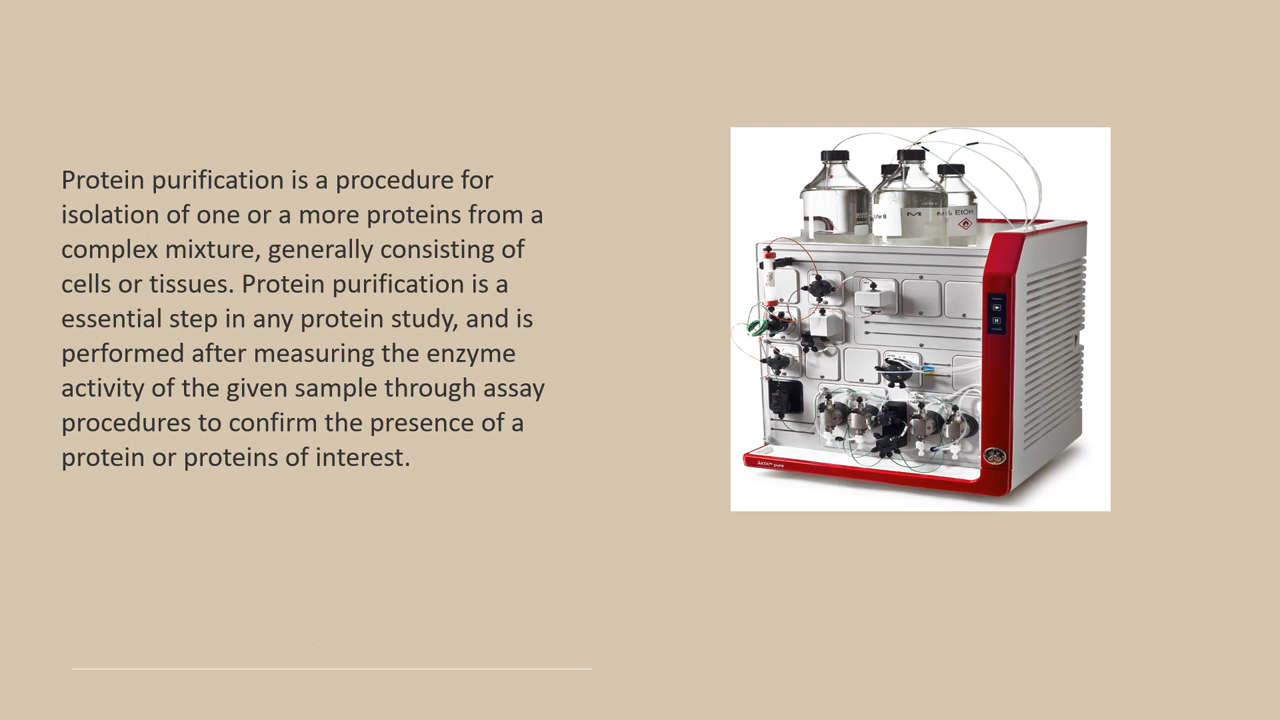 Protein purification is a procedure for
isolation of one or a more proteins from a
complex mixture, generally consisting of
cells or tissues. Protein purification is a
essential step in any protein study, and is
performed after measuring the enzyme
activity of the given sample through assay
procedures to confirm the presence of a
protein or proteins of interest.
EtOH
ÄKTA™ pure